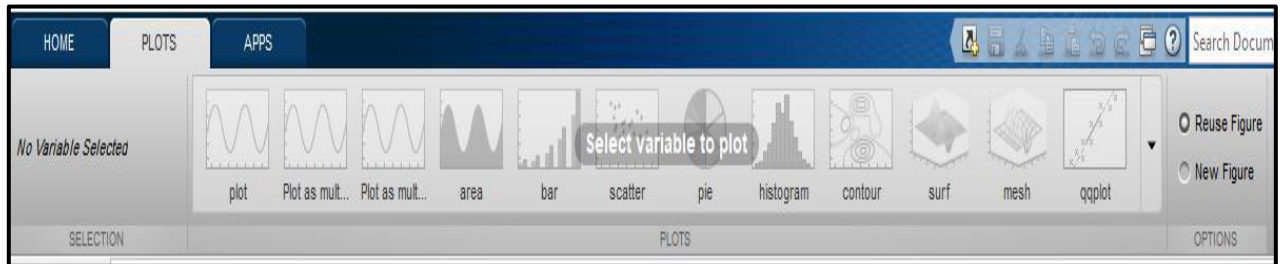 HOME PLOTS APPS
? Search Docum
No Variable Selected
Select variable to plot
plot Plot as mult... Plot as mult... area bar scatter pie histogram contour surf mesh qqplot
Reuse Figure
New Figure
SELECTION PLOTS OPTIONS